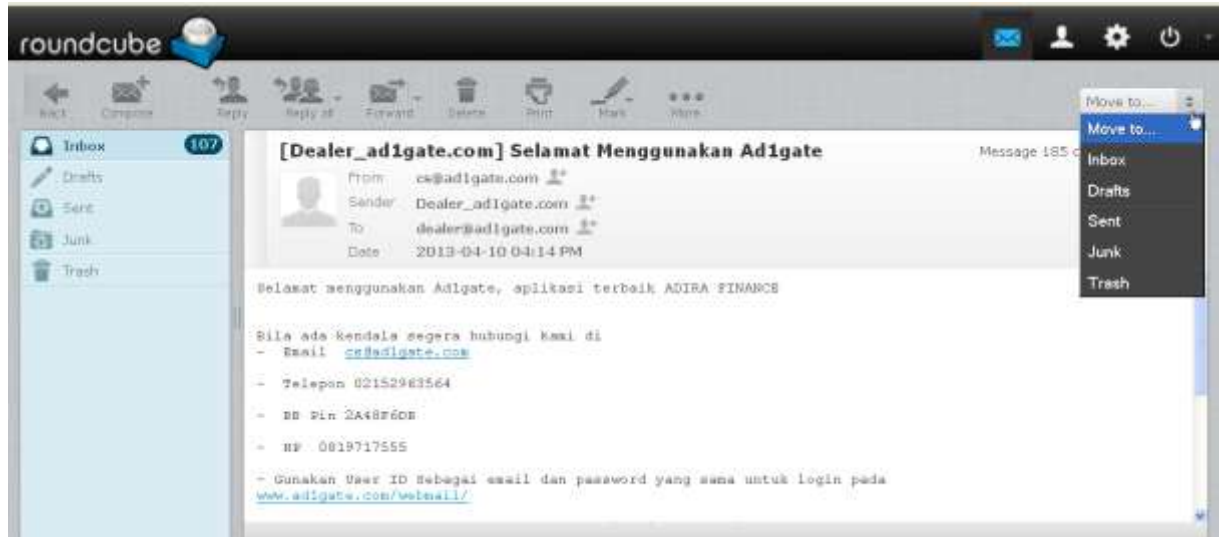 roundcube
Back Compose Reply Reply all Forward Delete Print Mark More
Move to...
Move to...
Inbox
Drafts
Sent
Junk
Trash
Inbox 107
Drafts
Sent
Junk
Trash
[Dealer_ad1gate.com] Selamat Menggunakan Ad1gate
Message 185
From cs@ad1gate.com
Sender Dealer_ad1gate.com
To dealer@ad1gate.com
Date 2013-04-10 04:14 PM
Selamat menggunakan Ad1gate, aplikasi terbaik ADIRA FINANCE
Bila ada kendala segera hubungi kami di
- Email cs@ad1gate.com
- Telepon 02152963564
- BB Pin
- HP 0819717555
- Gunakan User ID Sebagai email dan password yang sama untuk login pada
www.ad1gate.com/webmail/